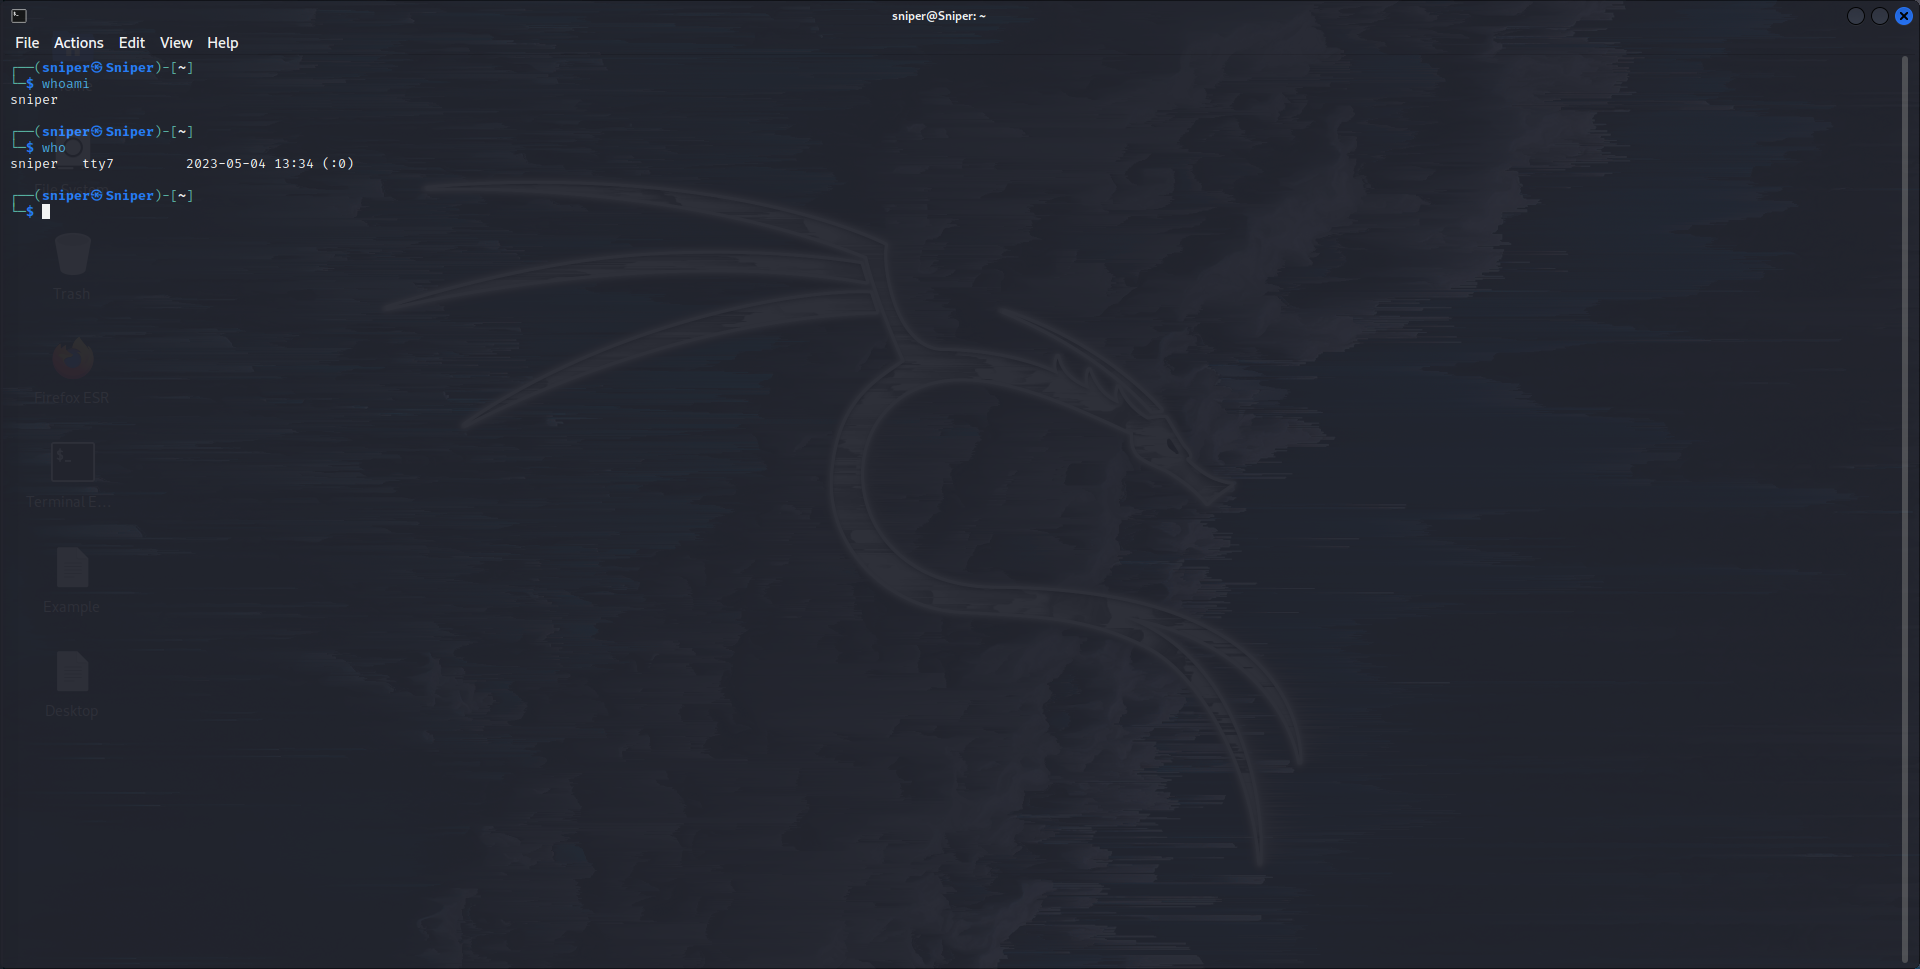 sniper@Sniper: ~
File Actions Edit View Help
┌──(sniper㉿Sniper)-[~]
└─$ whoami
sniper
┌──(sniper㉿Sniper)-[~]
└─$ who
sniper   tty7         2023-05-04 13:34 (:0)
┌──(sniper㉿Sniper)-[~]
└─$
Trash
Firefox ESR
$_
Terminal E...
Example
Desktop